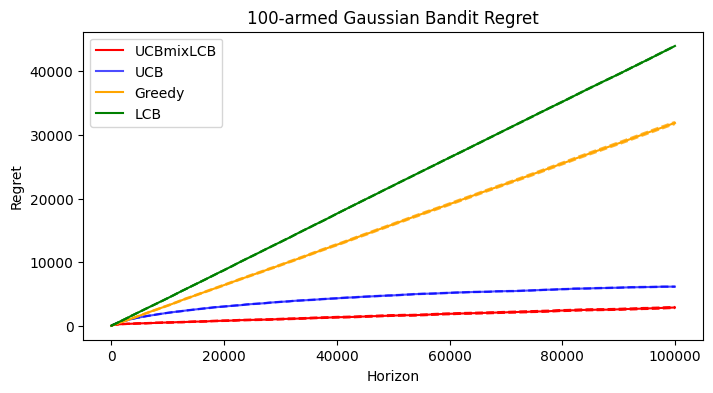 100-armed Gaussian Bandit Regret
UCBmixLCB
UCB
Greedy
LCB
Regret
40000
30000
20000
10000
0
0 20000 40000 60000 80000 100000
Horizon